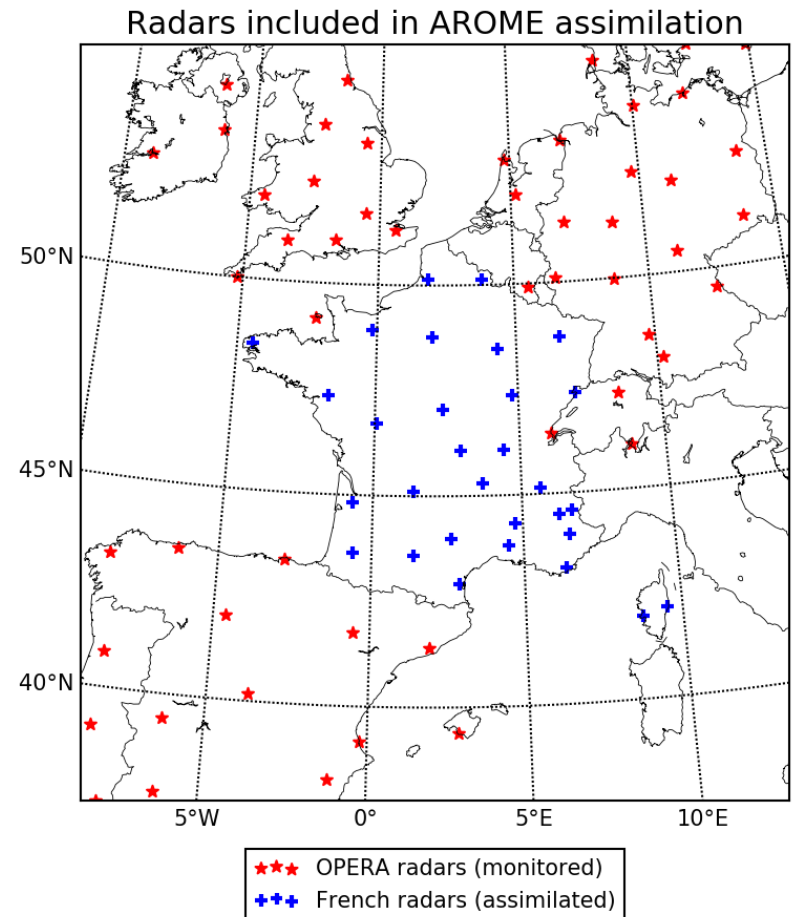 Radars included in AROME assimilation
50°N
45°N
40°N
5°W 0° 5°E 10°E
OPERA radars (monitored)
French radars (assimilated)